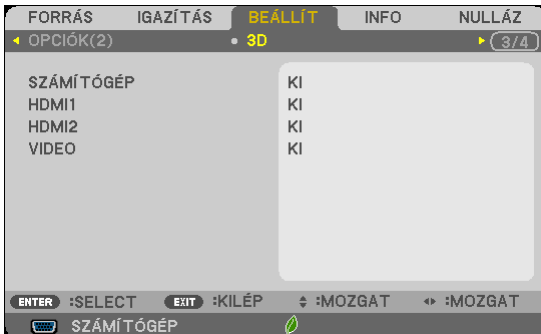 FORRÁS IGAZÍTÁS BEÁLLÍT INFO NULLÁZ
OPCIÓK(2) 3D 3/4
SZÁMÍTÓGÉP KI
HDMI1 KI
HDMI2 KI
VIDEO KI
ENTER :SELECT EXIT :KILÉP :MOZGAT :MOZGAT
SZÁMÍTÓGÉP